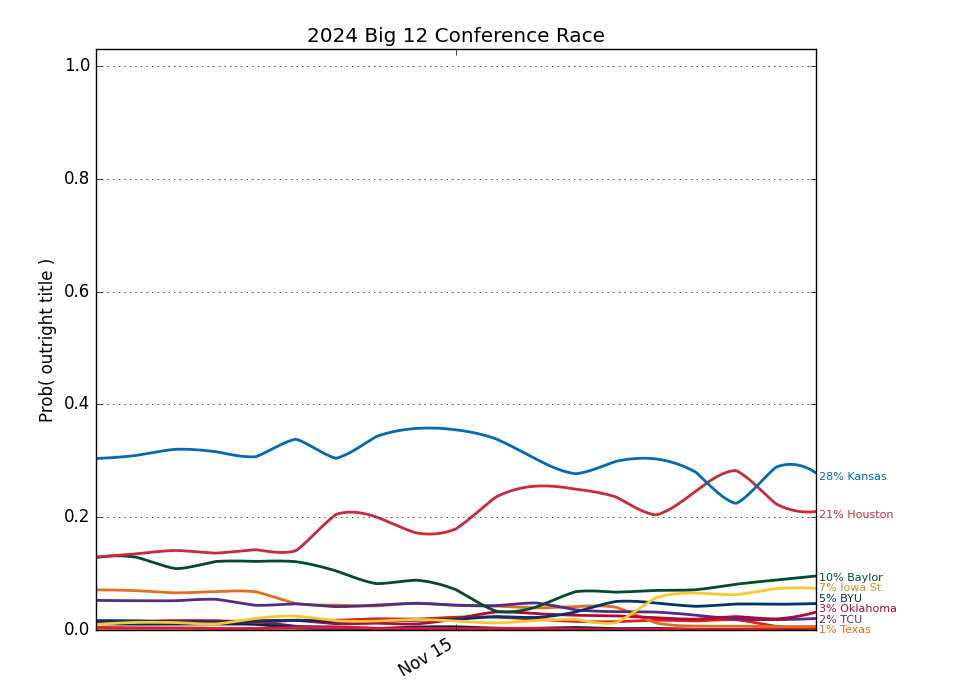 2024 Big 12 Conference Race
1.0
0.8
0.6
0.4
0.2
0.0
Prob( outright title )
Nov 15
28% Kansas
21% Houston
10% Baylor
7% Iowa St.
5% BYU
3% Oklahoma
2% TCU
1% Texas